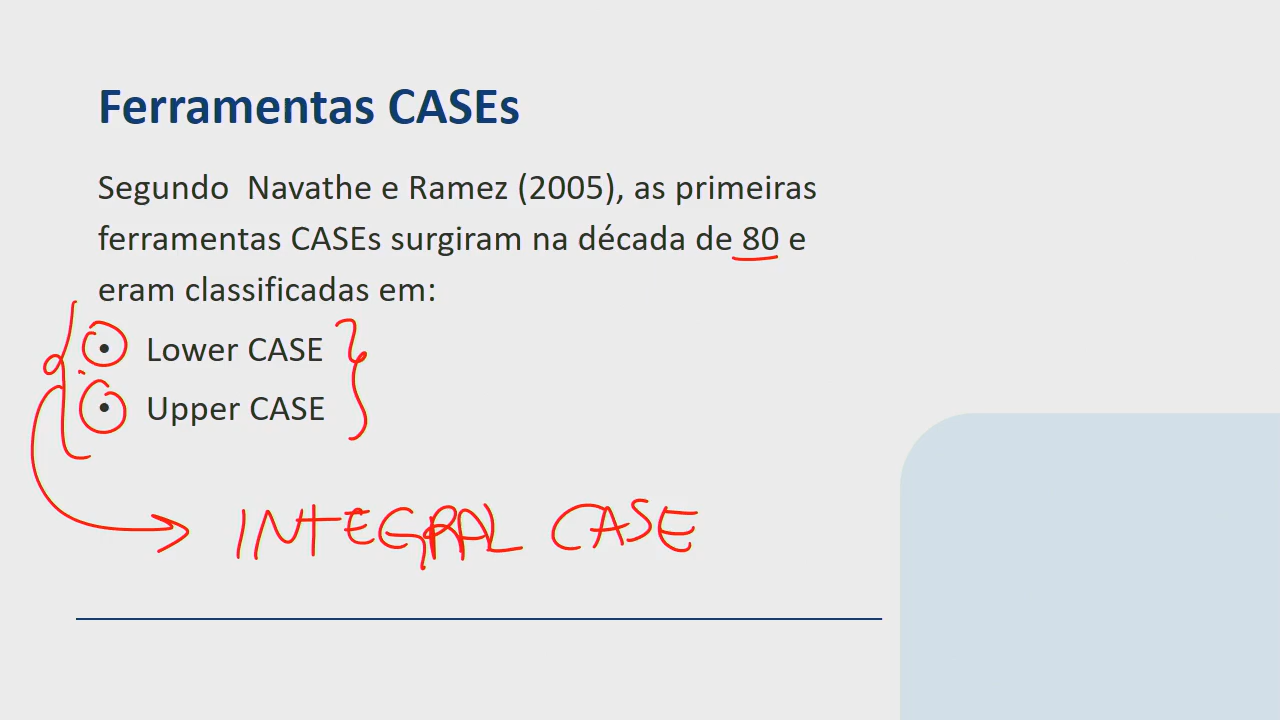 Ferramentas CASEs
Segundo Navathe e Ramez (2005), as primeiras
ferramentas CASEs surgiram na década de 80 e
eram classificadas em:
• Lower CASE
• Upper CASE
INTEGRAL CASE